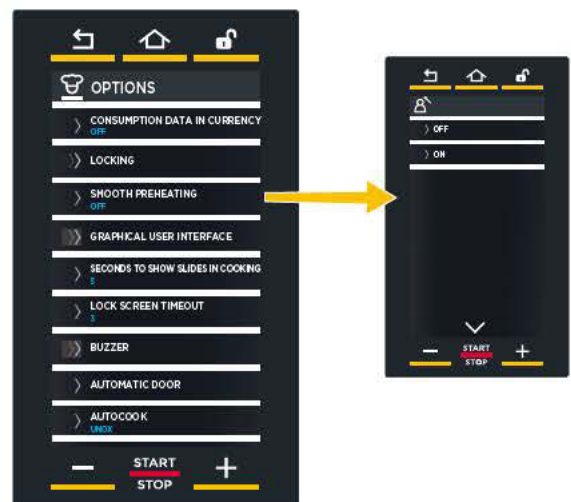 OPTIONS
CONSUMPTION DATA IN CURRENCY
OFF
LOCKING
SMOOTH PREHEATING
OFF
GRAPHICAL USER INTERFACE
SECONDS TO SHOW SLIDES IN COOKING
5
LOCK SCREEN TIMEOUT
3
BUZZER
AUTOMATIC DOOR
AUTOCOOK
UNOX
START
STOP
OFF
ON
START
STOP